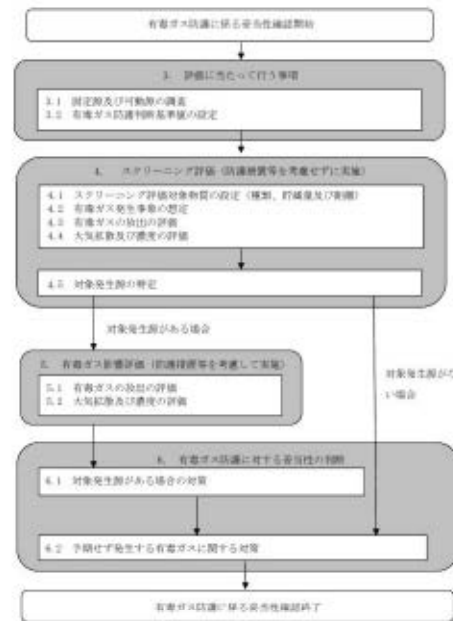 有毒ガス防護に係る妥当性確認開始
3. 評価に当たって行う事項
3.1 固定源及び可動源の調査
3.2 有毒ガス防護判断基準値の設定
4. スクリーニング評価(防護措置等を考慮せずに実施)
4.1 スクリーニング評価対象物質の設定(種類、貯蔵量及び距離)
4.2 有毒ガス発生事象の想定
4.3 有毒ガスの放出の評価
4.4 大気拡散及び濃度の評価
4.5 対象発生源の特定
対象発生源がある場合
対象発生源がな
い場合
5. 有毒ガス影響評価(防護措置等を考慮して実施)
5.1 有毒ガスの放出の評価
5.2 大気拡散及び濃度の評価
6. 有毒ガス防護に対する妥当性の判断
6.1 対象発生源がある場合の対策
6.2 予期せず発生する有毒ガスに関する対策
有毒ガス防護に係る妥当性確認終了